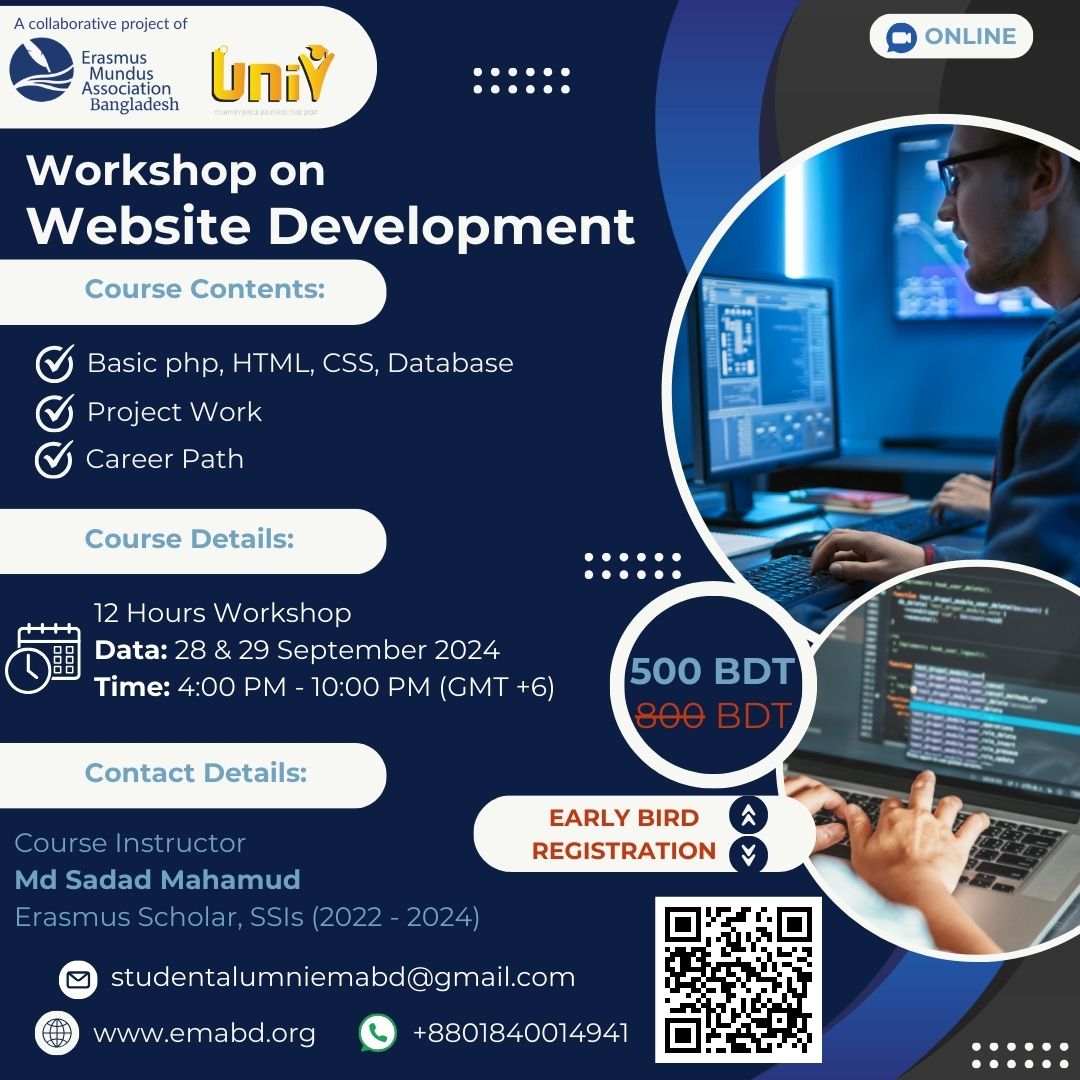 A collaborative project of
Erasmus
Mundus
Association
Bangladesh
UniV
COMPETENCE BEYOND THE BOX
ONLINE
Workshop on
Website Development
Course Contents:
Basic php, HTML, CSS, Database
Project Work
Career Path
Course Details:
12 Hours Workshop
Data: 28 & 29 September 2024
Time: 4:00 PM - 10:00 PM (GMT +6)
500 BDT
800 BDT
EARLY BIRD
REGISTRATION
Contact Details:
Course Instructor
Md Sadad Mahamud
Erasmus Scholar, SSIs (2022 - 2024)
studentalumniemabd@gmail.com
www.emabd.org
+8801840014941